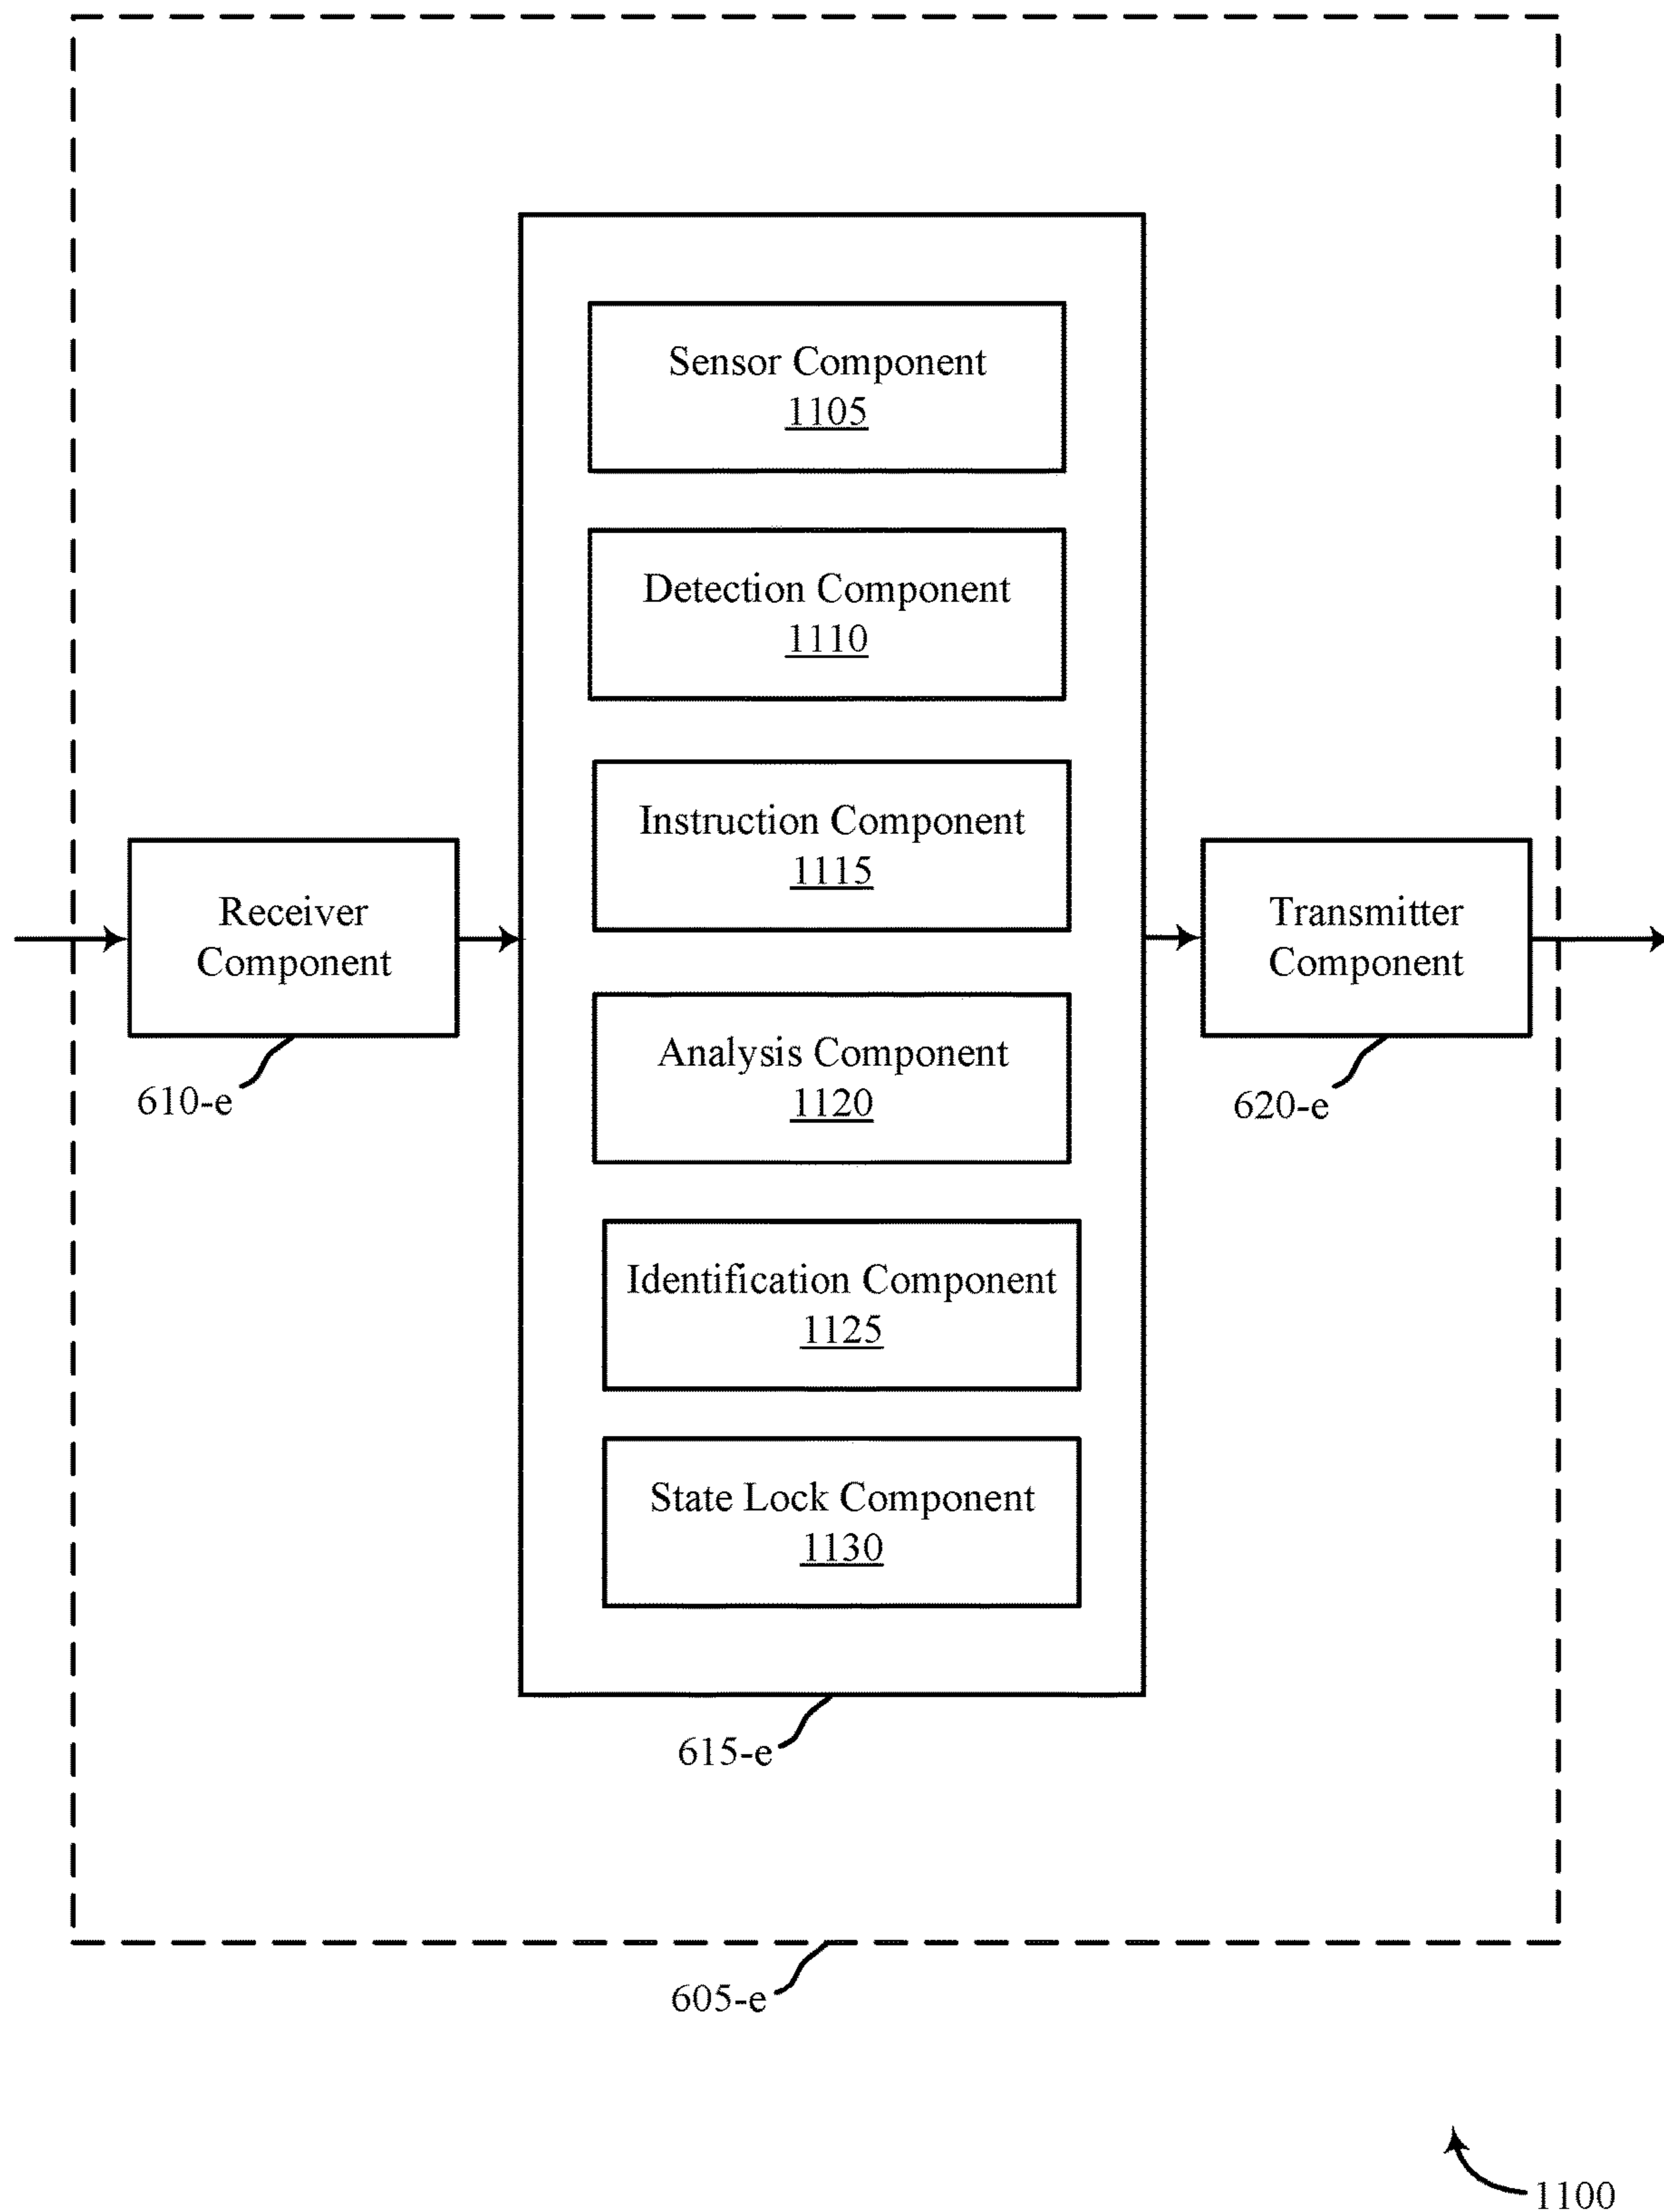 Sensor Component
1105
Detection Component
1110
Instruction Component
1115
Receiver
Component
610-e
Transmitter
Component
620-e
Analysis Component
1120
Identification Component
1125
State Lock Component
1130
615-e
605-e
1100